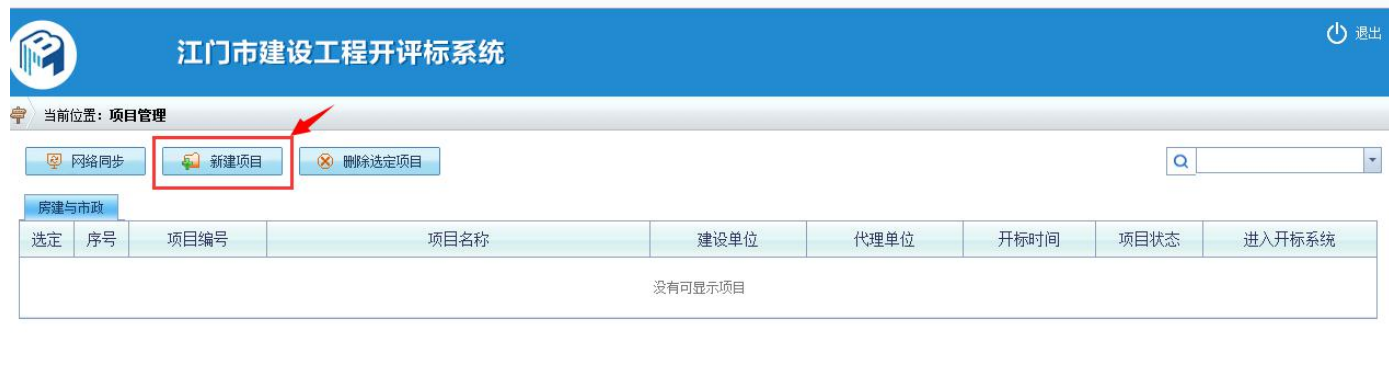 江门市建设工程开评标系统
退出
当前位置：项目管理
网络同步 新建项目 删除选定项目
房建与市政
选定 序号 项目编号 项目名称 建设单位 代理单位 开标时间 项目状态 进入开标系统
没有可显示项目